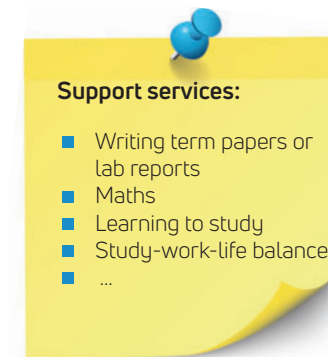 Support services:
■ Writing term papers or
lab reports
■ Maths
■ Learning to study
■ Study-work-life balance
■ ...